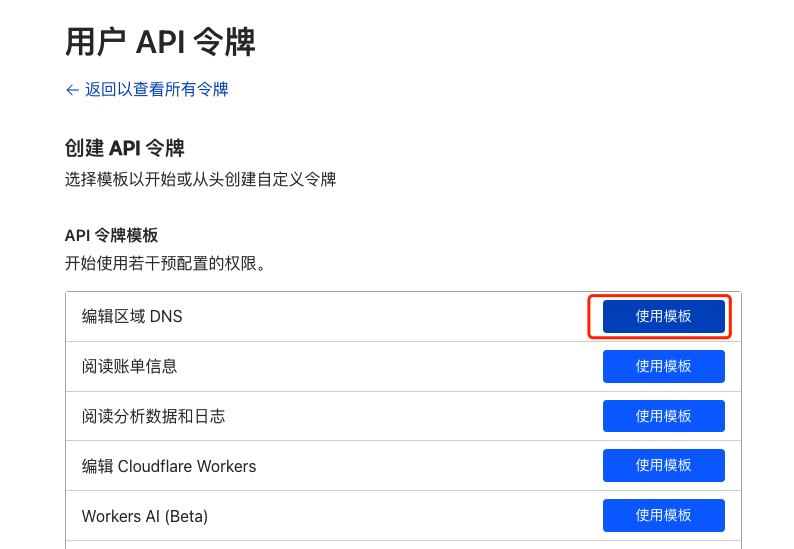 用户 API 令牌
← 返回以查看所有令牌
创建 API 令牌
选择模板以开始或从头创建自定义令牌
API 令牌模板
开始使用若干预配置的权限。
编辑区域 DNS 使用模板
阅读账单信息 使用模板
阅读分析数据和日志 使用模板
编辑 Cloudflare Workers 使用模板
Workers AI (Beta) 使用模板